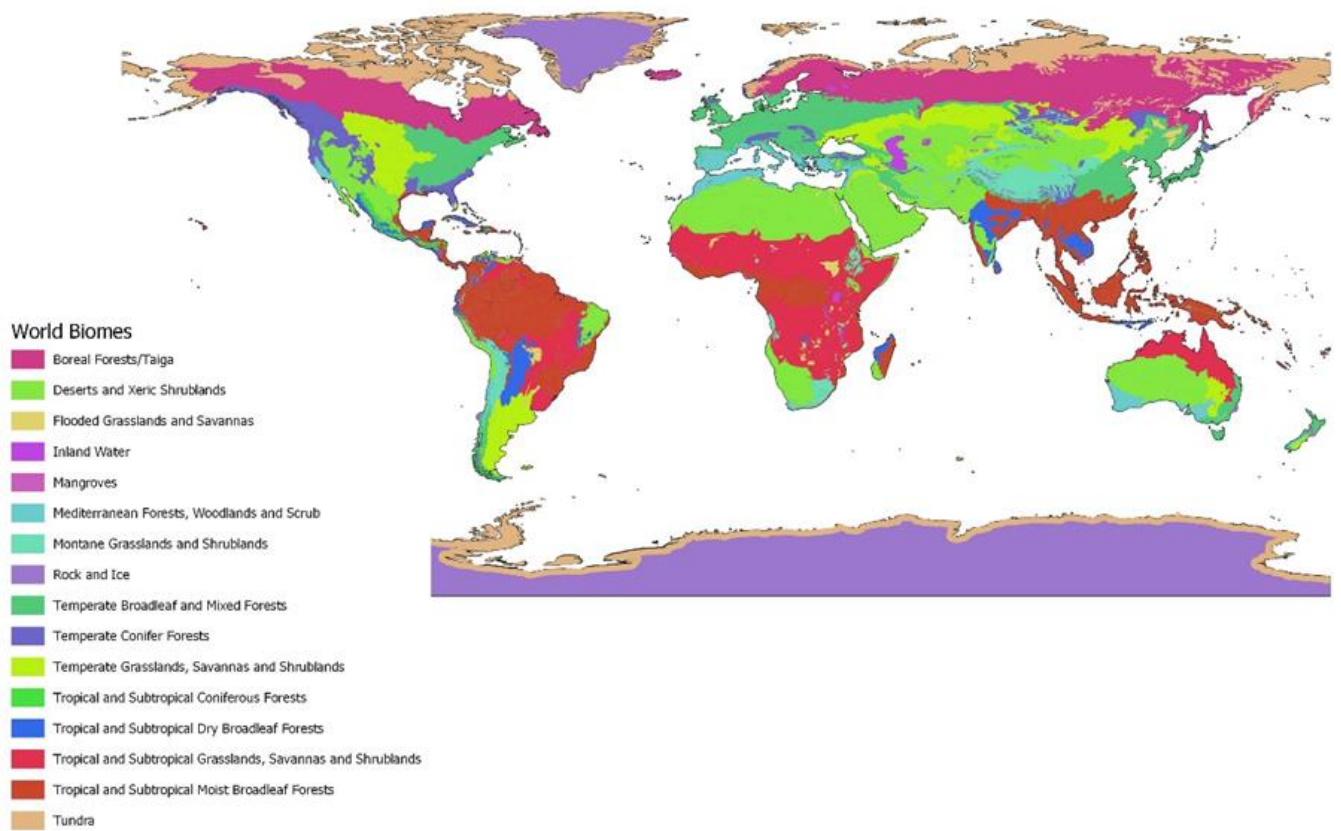 World Biomes
Boreal Forests/Taiga
Deserts and Xeric Shrublands
Flooded Grasslands and Savannas
Inland Water
Mangroves
Mediterranean Forests, Woodlands and Scrub
Montane Grasslands and Shrublands
Rock and Ice
Temperate Broadleaf and Mixed Forests
Temperate Conifer Forests
Temperate Grasslands, Savannas and Shrublands
Tropical and Subtropical Coniferous Forests
Tropical and Subtropical Dry Broadleaf Forests
Tropical and Subtropical Grasslands, Savannas and Shrublands
Tropical and Subtropical Moist Broadleaf Forests
Tundra